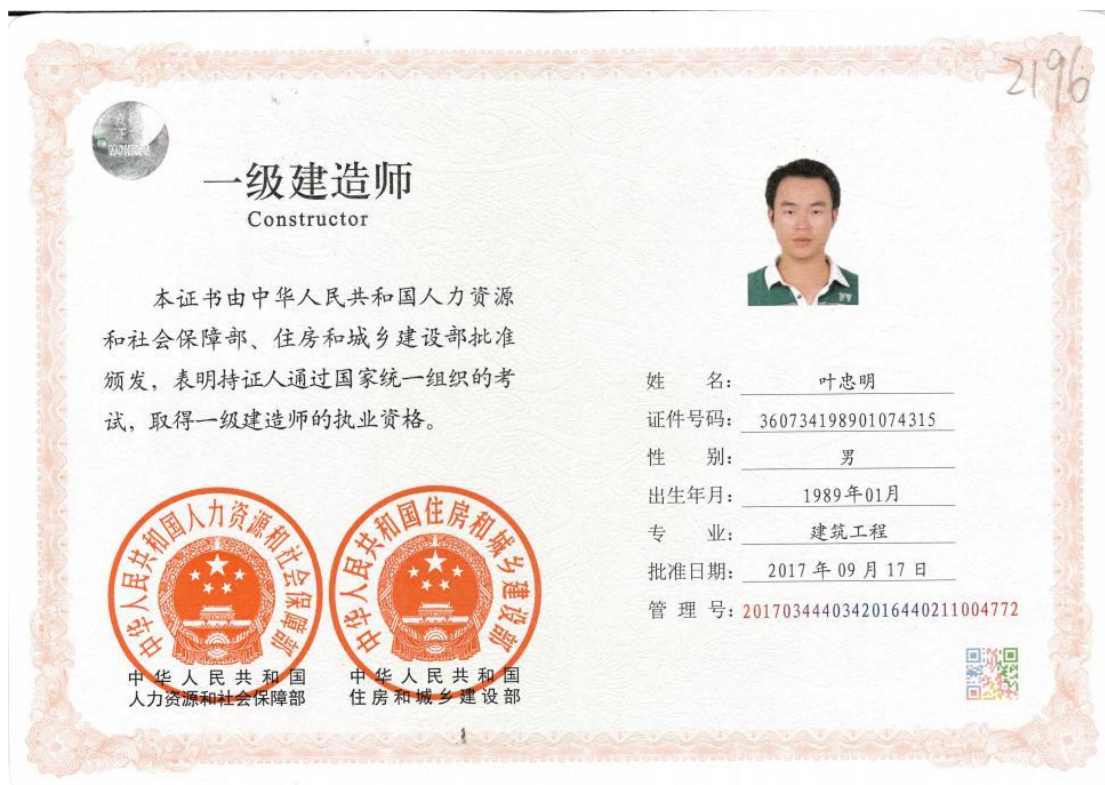 2196
一级建造师
Constructor
本证书由中华人民共和国人力资源
和社会保障部、住房和城乡建设部批准
颁发，表明持证人通过国家统一组织的考
试，取得一级建造师的执业资格。
中华人民共和国人力资源和社会保障部
中华人民共和国
人力资源和社会保障部
中华人民共和国住房和城乡建设部
中华人民共和国
住房和城乡建设部
姓 名：叶忠明
证件号码：360734198901074315
性 别：男
出生年月：1989年01月
专 业：建筑工程
批准日期：2017年09月17日
管 理 号：2017034440342016440211004772